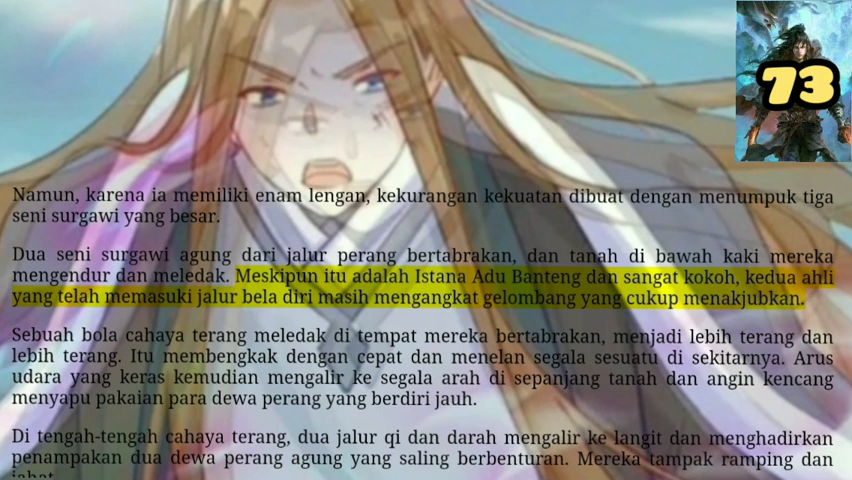 73
Namun, karena ia memiliki enam lengan, kekurangan kekuatan dibuat dengan menumpuk tiga
seni surgawi yang besar.
Dua seni surgawi agung dari jalur perang bertabrakan, dan tanah di bawah kaki mereka
mengendur dan meledak. Meskipun itu adalah Istana Adu Banteng dan sangat kokoh, kedua ahli
yang telah memasuki jalur bela diri masih mengangkat gelombang yang cukup menakjubkan.
Sebuah bola cahaya terang meledak di tempat mereka bertabrakan, menjadi lebih terang dan
lebih terang. Itu membengkak dengan cepat dan menelan segala sesuatu di sekitarnya. Arus
udara yang keras kemudian mengalir ke segala arah di sepanjang tanah dan angin kencang
menyapu pakaian para dewa perang yang berdiri jauh.
Di tengah-tengah cahaya terang, dua jalur qi dan darah mengalir ke langit dan menghadirkan
penampakan dua dewa perang agung yang saling berbenturan. Mereka tampak ramping dan